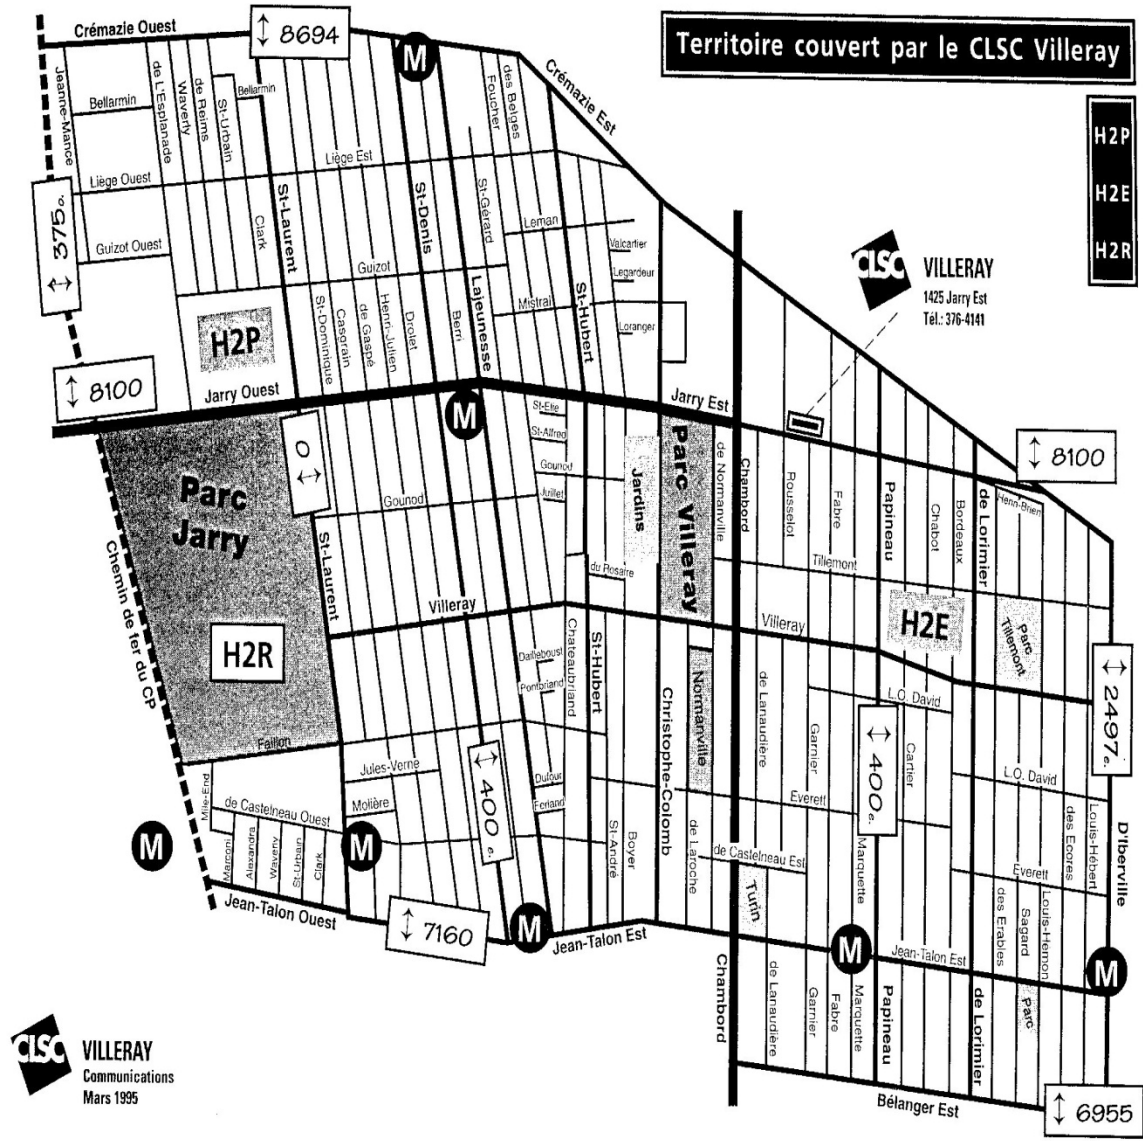 Territoire couvert par le CLSC Villeray
H2P
H2E
H2R
Crémazie Ouest
8694
M
Crémazie Est
Jeanne-Mance
Bellarmin
de L'Esplanade
Waverly
de Reims
St-Urbain
Bellarmin
des Belges
Foucher
Liège Ouest
Liège Est
375 o.
Guizot Ouest
Clark
St-Laurent
Guizot
St-Denis
St-Gérard
Lajeunesse
Leman
Valcartier
Legardeur
Mistral
Loranger
St-Hubert
St-Dominique
Casgrain
de Gaspé
Henri-Julien
Drolet
Berri
H2P
CLSC
VILLERAY
1425 Jarry Est
Tél.: 376-4141
8100
Jarry Ouest
Jarry Est
8100
M
0
Parc
Jarry
H2R
Chemin de fer du CP
St-Laurent
Gounod
St-Alfred
Gounod
Juillet
Jardins
Parc Villeray
de Normanville
Chambord
Rousselot
Fabre
Papineau
Chabot
Bordeaux
de Lorimier
Tillemont
du Rosaire
Villeray
Villeray
H2E
Parc
Tillemont
2497 e.
Chateaubriand
St-Hubert
Pontbriand
Christophe-Colomb
Normanville
de Lanaudière
Garnier
L.O. David
Cartier
L.O. David
400 e.
400 e.
Faillon
Jules-Verne
Molière
Dufour
Ferland
Everett
Everett
Mile-End
de Castelneau Ouest
Marconi
Alexandra
St-Urbain
Clark
M
M
St-André
Boyer
de Laroche
de Castelneau Est
Turin
Marquette
des Erables
Sagard
Louis-Hemon
des Ecores
Louis-Hébert
D'Iberville
Jean-Talon Ouest
7160
M
Jean-Talon Est
M
Jean-Talon Est
M
Chambord
de Lanaudière
Garnier
Fabre
Marquette
Papineau
de Lorimier
Parc
Bélanger Est
6955
CLSC
VILLERAY
Communications
Mars 1995